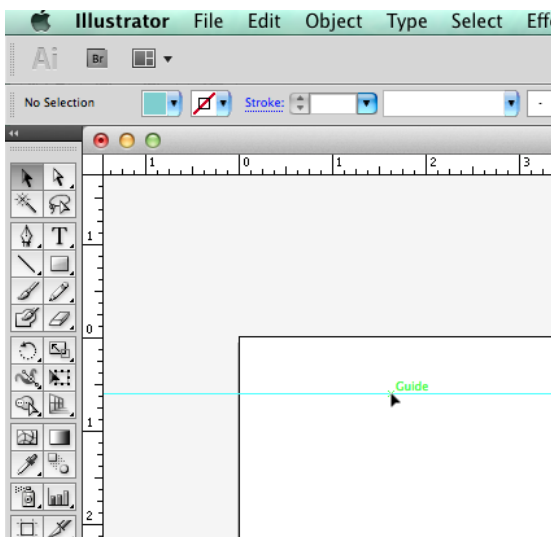 Illustrator File Edit Object Type Select Effe
Ai Br
No Selection Stroke:
1 0 1 2 3
T
1
0
Guide
1
2